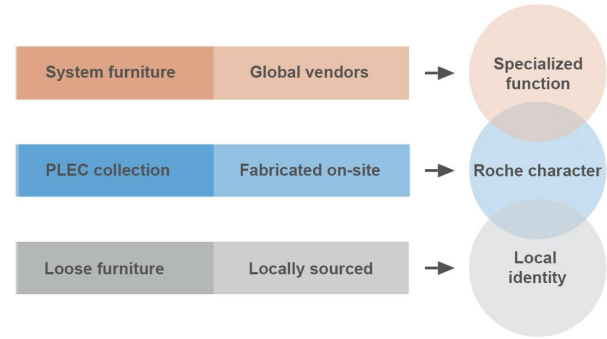 System furniture
Global vendors
Specialized
function
PLEC collection
Fabricated on-site
Roche character
Loose furniture
Locally sourced
Local
identity